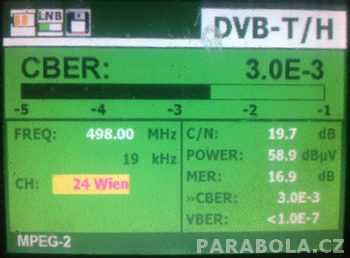 LNB
DVB-T/H
CBER: 3.0E-3
-5 -4 -3 -2 -1
FREQ: 498.00 MHz
19 kHz
CH: 24 Wien
C/N: 19.7 dB
POWER: 58.9 dBµV
MER: 16.9 dB
»CBER: 3.0E-3
VBER: <1.0E-7
MPEG-2
PARABOLA.CZ